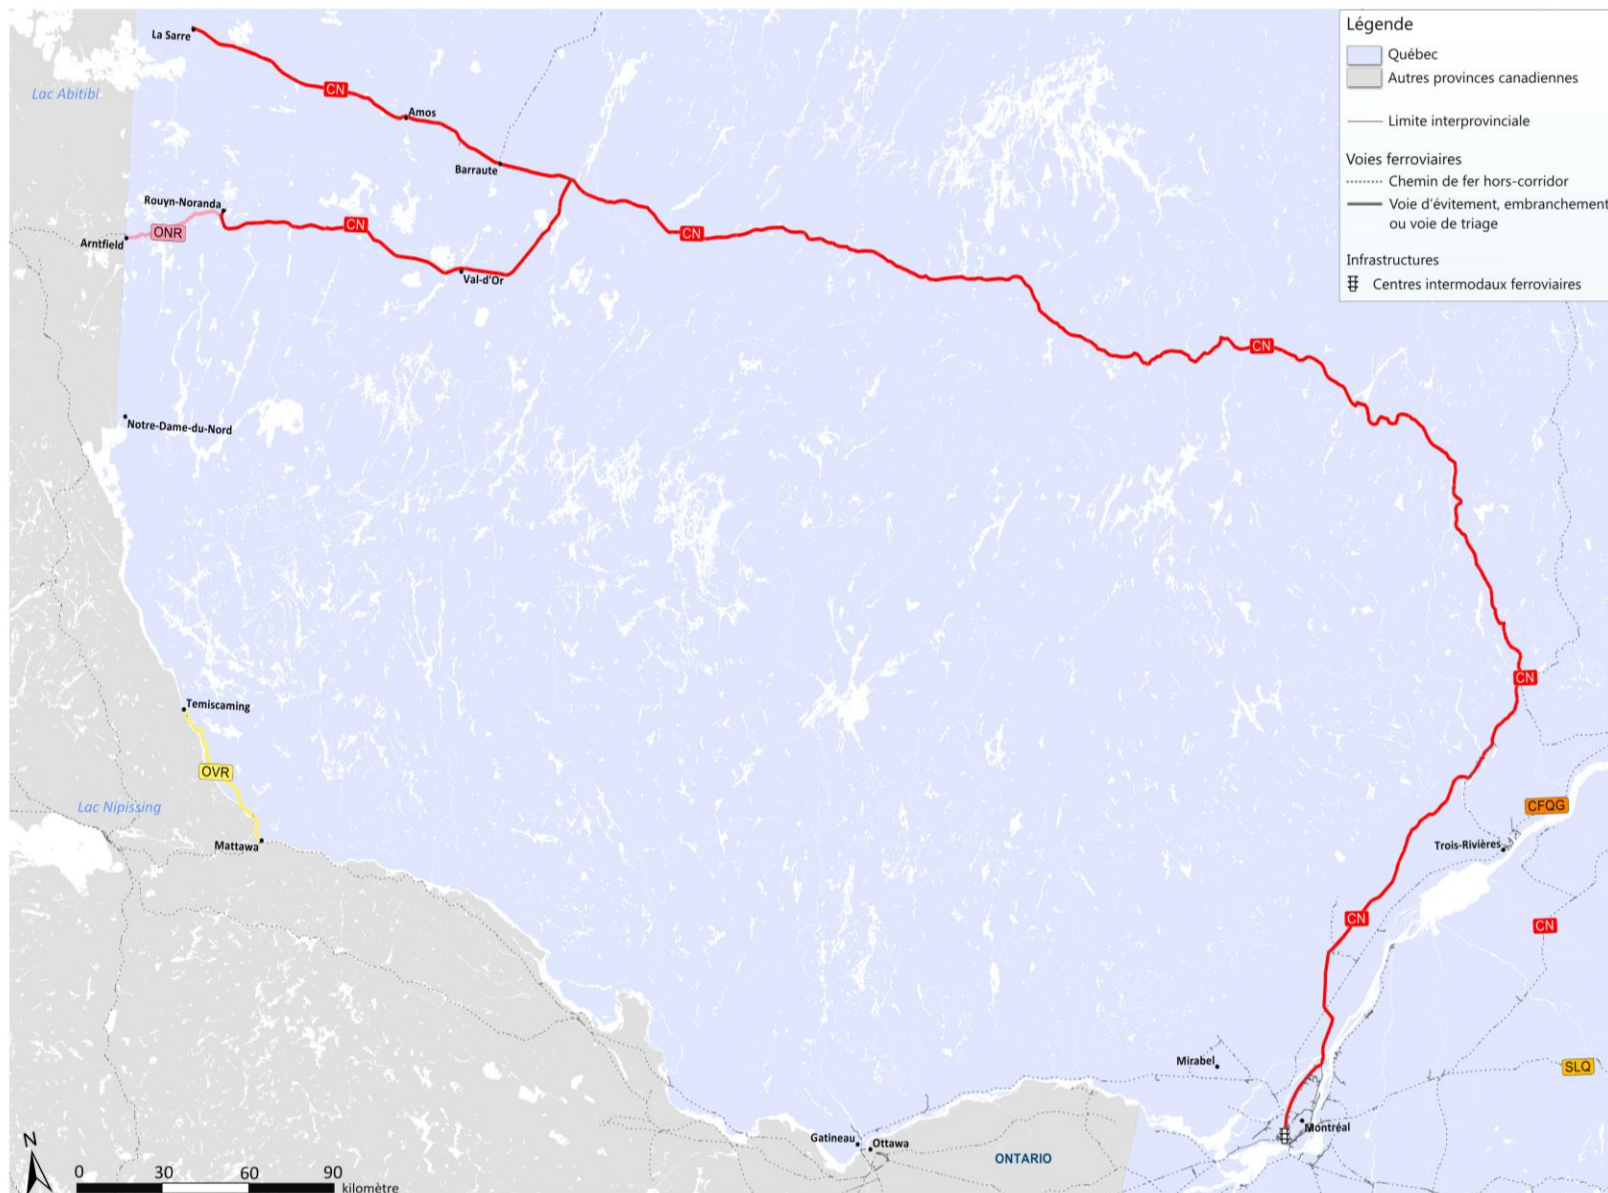 Légende
Québec
Autres provinces canadiennes
Limite interprovinciale
Voies ferroviaires
Chemin de fer hors-corridor
Voie d'évitement, embranchement
ou voie de triage
Infrastructures
Centres intermodaux ferroviaires
La Sarre
Lac Abitibi
CN
Amos
Barraute
Rouyn-Noranda
ONR
Arntfield
CN
Val-d'Or
CN
CN
Notre-Dame-du-Nord
CN
Temiscaming
OVR
Lac Nipissing
Mattawa
CFQG
Trois-Rivières
CN
CN
Mirabel
SLQ
Montréal
Gatineau
Ottawa
ONTARIO
N
0 30 60 90
kilomètre